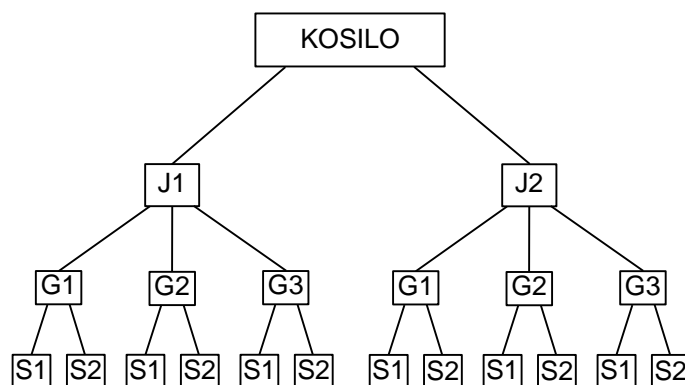 KOSILO
J1 J2
G1 G2 G3 G1 G2 G3
S1 S2 S1 S2 S1 S2 S1 S2 S1 S2 S1 S2